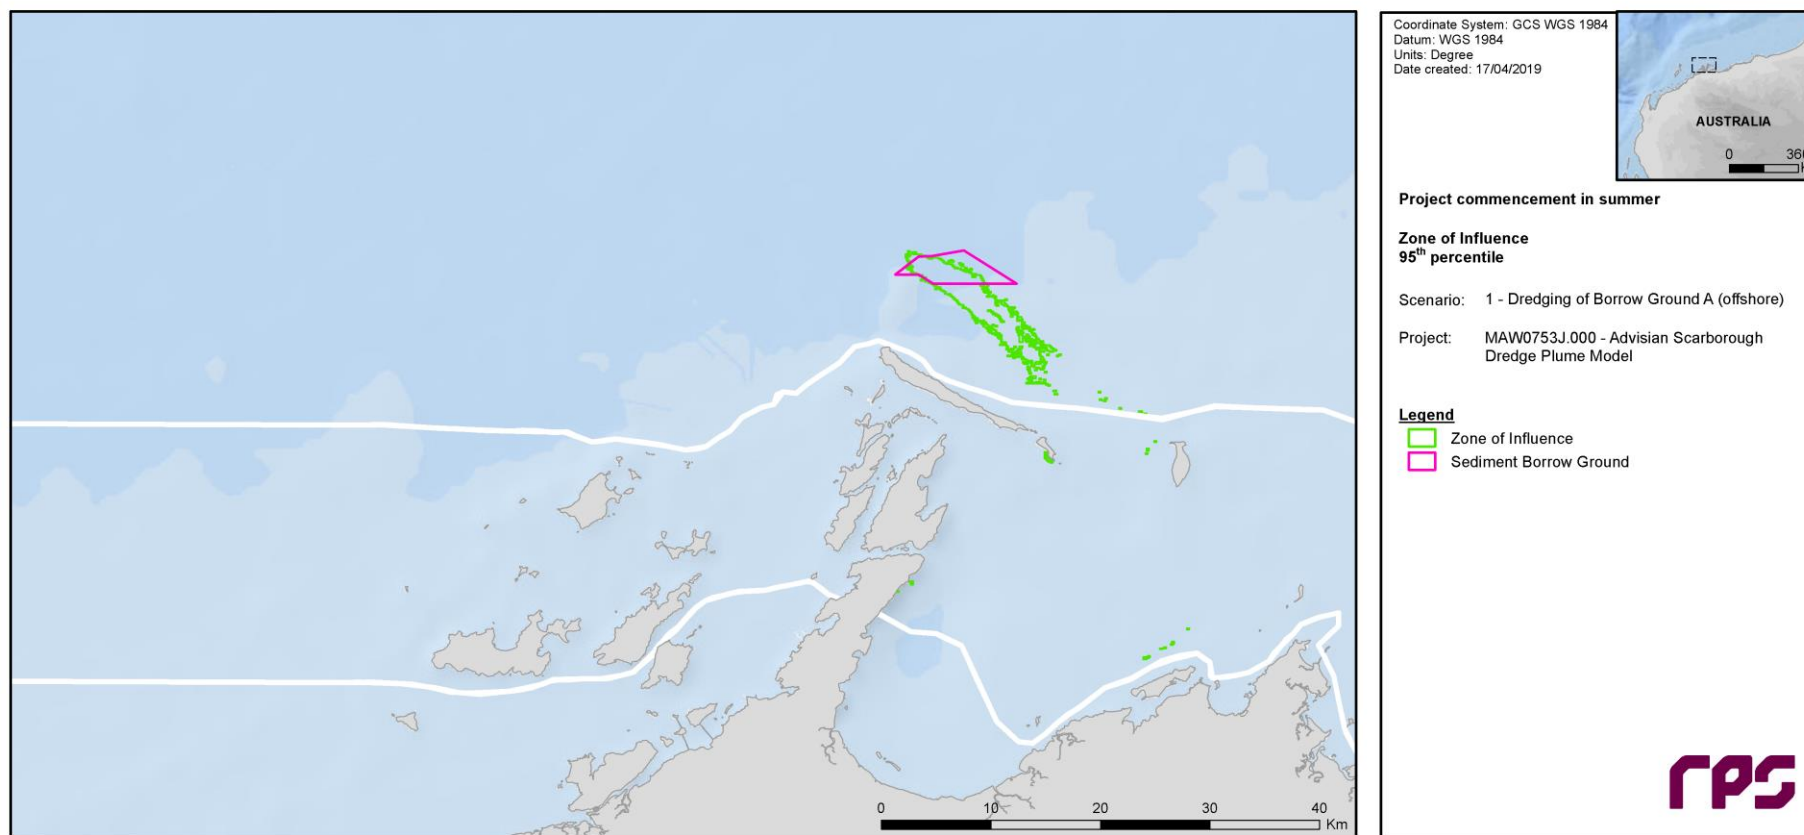 Coordinate System: GCS WGS 1984
Datum: WGS 1984
Units: Degree
Date created: 17/04/2019
AUSTRALIA
0 360
Project commencement in summer
Zone of Influence
95th percentile
Scenario: 1 - Dredging of Borrow Ground A (offshore)
Project: MAW0753J.000 - Advisian Scarborough
Dredge Plume Model
Legend
Zone of Influence
Sediment Borrow Ground
0 10 20 30 40
Km
rps